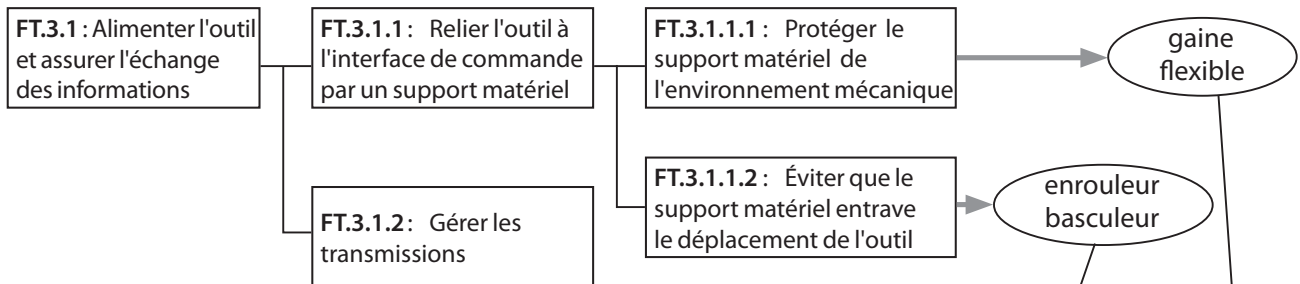 FT.3.1 : Alimenter l'outil
et assurer l'échange
des informations
FT.3.1.1 : Relier l'outil à
l'interface de commande
par un support matériel
FT.3.1.1.1 : Protéger le
support matériel de
l'environnement mécanique
gaine
flexible
FT.3.1.1.2 : Éviter que le
support matériel entrave
le déplacement de l'outil
enrouleur
basculeur
FT.3.1.2 : Gérer les
transmissions